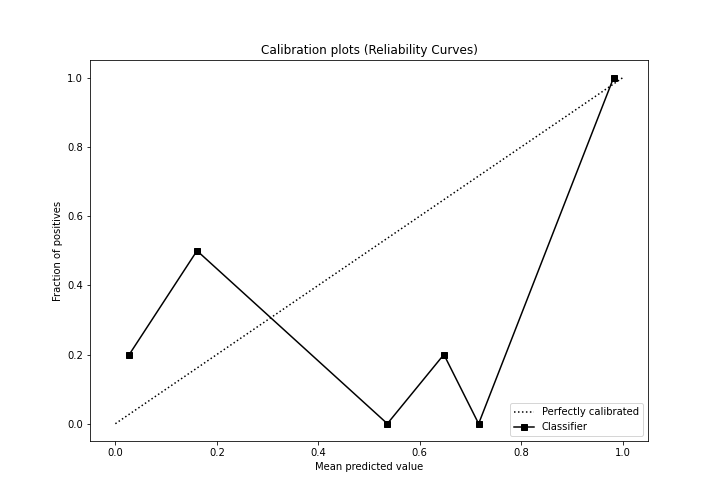 Calibration plots (Reliability Curves)
1.0
0.8
0.6
0.4
0.2
0.0
Fraction of positives
0.0 0.2 0.4 0.6 0.8 1.0
Mean predicted value
Perfectly calibrated
Classifier